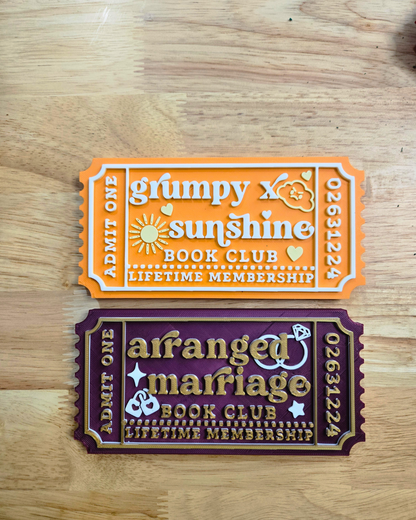 ADMIT ONE
grumpy x
sunshine
BOOK CLUB
LIFETIME MEMBERSHIP
02631224
ADMIT ONE
arranged
marriage
BOOK CLUB
LIFETIME MEMBERSHIP
02631224